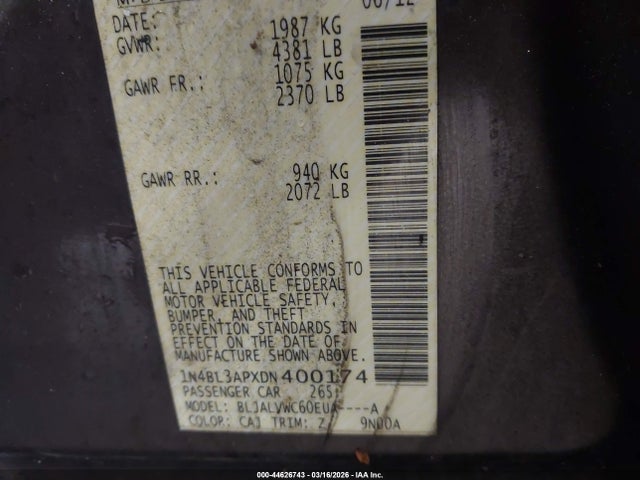 DATE: 06/12
GVWR: 1987 KG
4381 LB
GAWR FR.: 1075 KG
2370 LB
GAWR RR.: 940 KG
2072 LB
THIS VEHICLE CONFORMS TO
ALL APPLICABLE FEDERAL
MOTOR VEHICLE SAFETY,
BUMPER, AND THEFT
PREVENTION STANDARDS IN
EFFECT ON THE DATE OF
MANUFACTURE SHOWN ABOVE.
1N4BL3APXDN400174
PASSENGER CAR 265
MODEL: BLJALVWC60EUA----A
COLOR: CAJ TRIM: Z 9N00A
000-44626743 - 03/16/2026 - IAA Inc.